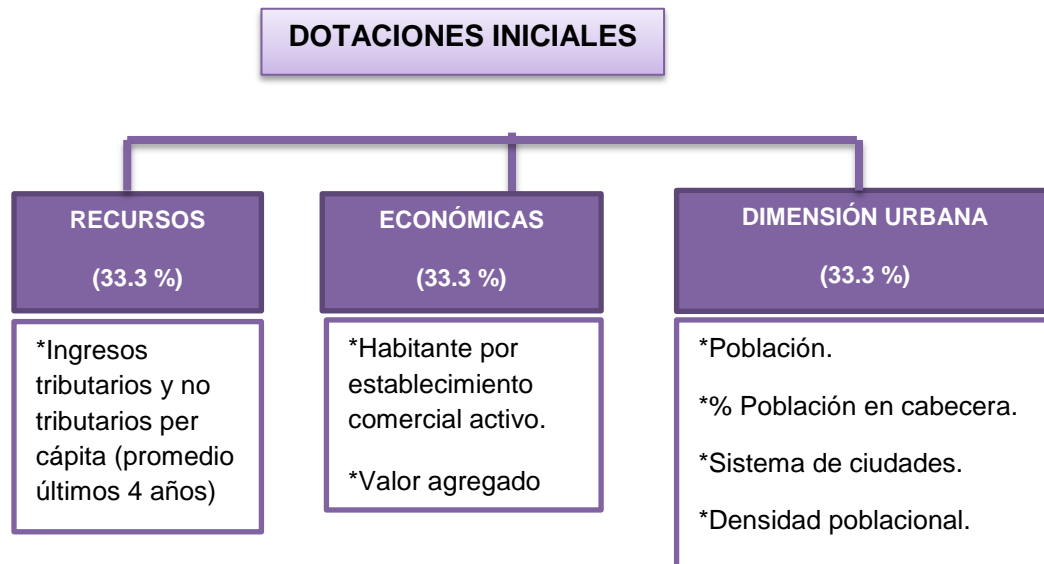 DOTACIONES INICIALES
RECURSOS
(33.3 %)
*Ingresos
tributarios y no
tributarios per
cápita (promedio
últimos 4 años)
ECONÓMICAS
(33.3 %)
*Habitante por
establecimiento
comercial activo.
*Valor agregado
DIMENSIÓN URBANA
(33.3 %)
*Población.
*% Población en cabecera.
*Sistema de ciudades.
*Densidad poblacional.